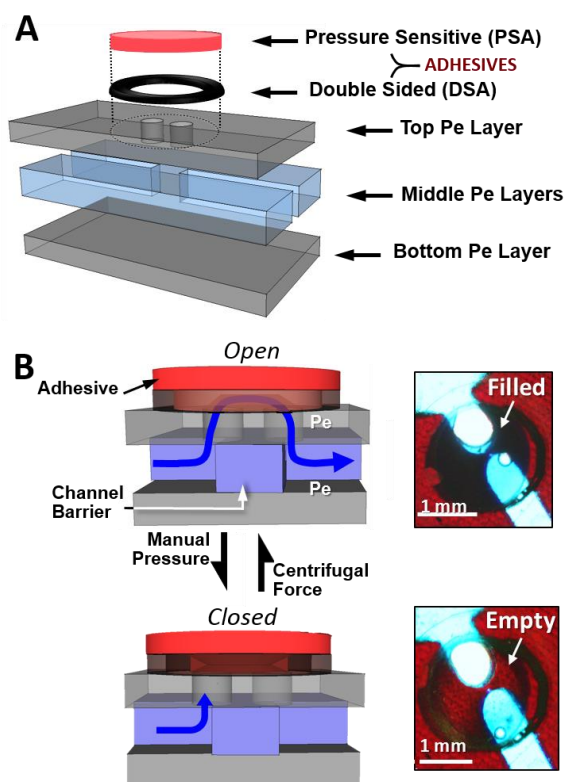 A
Pressure Sensitive (PSA)
ADHESIVES
Double Sided (DSA)
Top Pe Layer
Middle Pe Layers
Bottom Pe Layer
B
Open
Adhesive
Pe
Channel
Barrier
Pe
Filled
1 mm
Manual
Pressure
Centrifugal
Force
Closed
Empty
1 mm